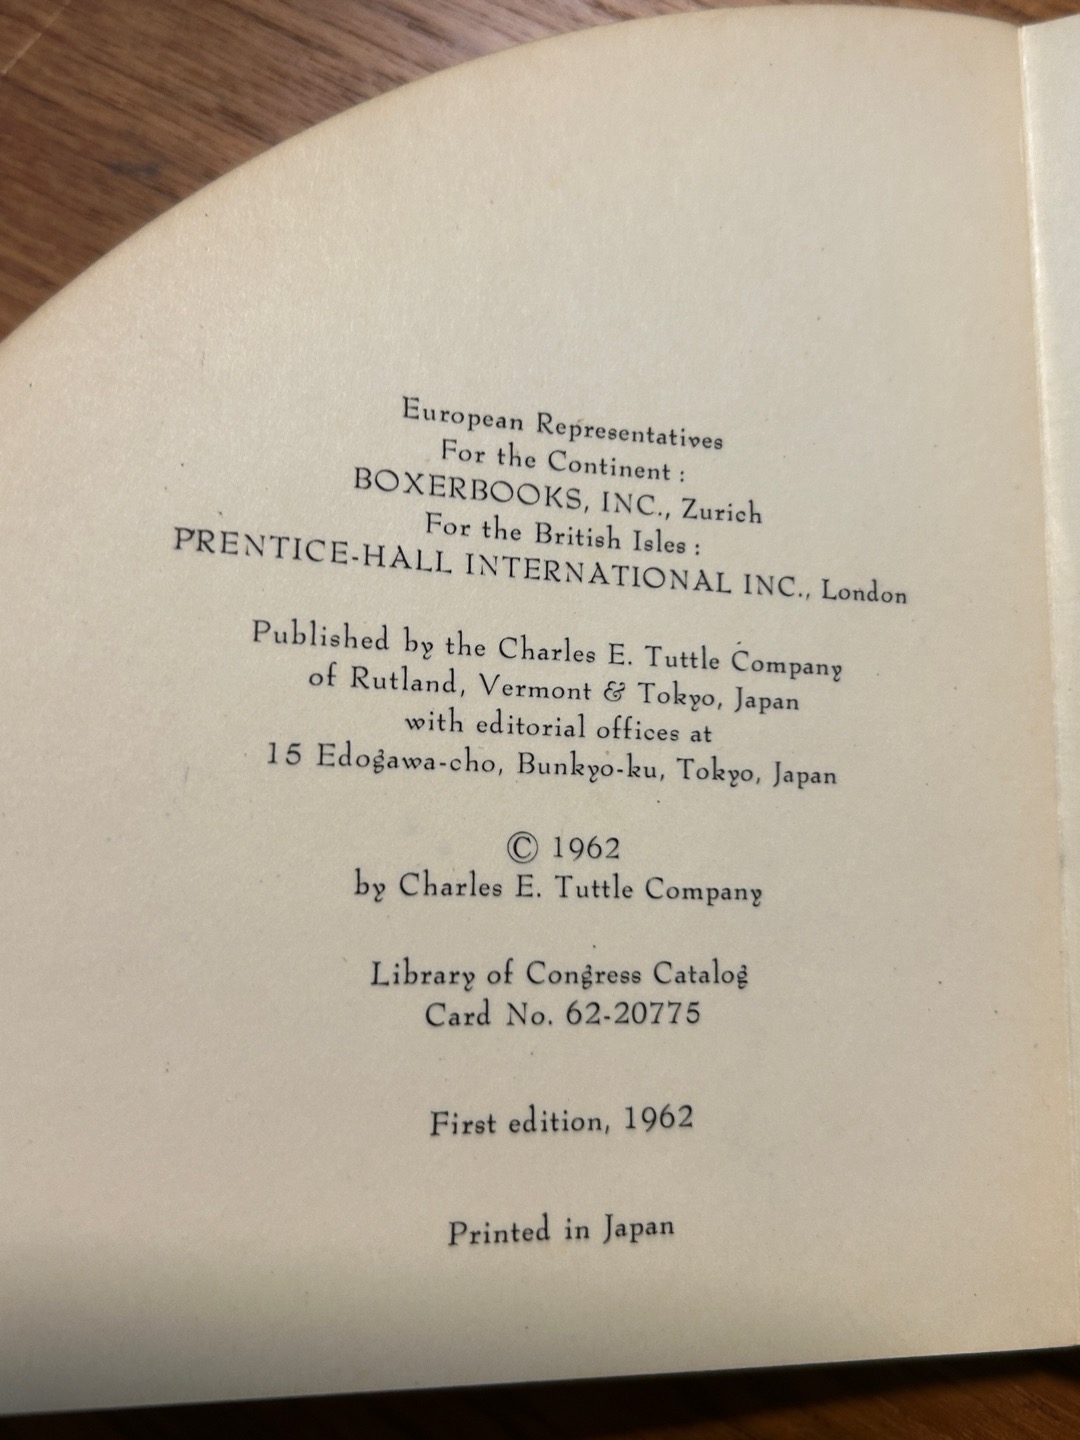 European Representatives
For the Continent :
BOXERBOOKS, INC., Zurich
For the British Isles :
PRENTICE-HALL INTERNATIONAL INC., London
Published by the Charles E. Tuttle Company
of Rutland, Vermont & Tokyo, Japan
with editorial offices at
15 Edogawa-cho, Bunkyo-ku, Tokyo, Japan
© 1962
by Charles E. Tuttle Company
Library of Congress Catalog
Card No. 62-20775
First edition, 1962
Printed in Japan